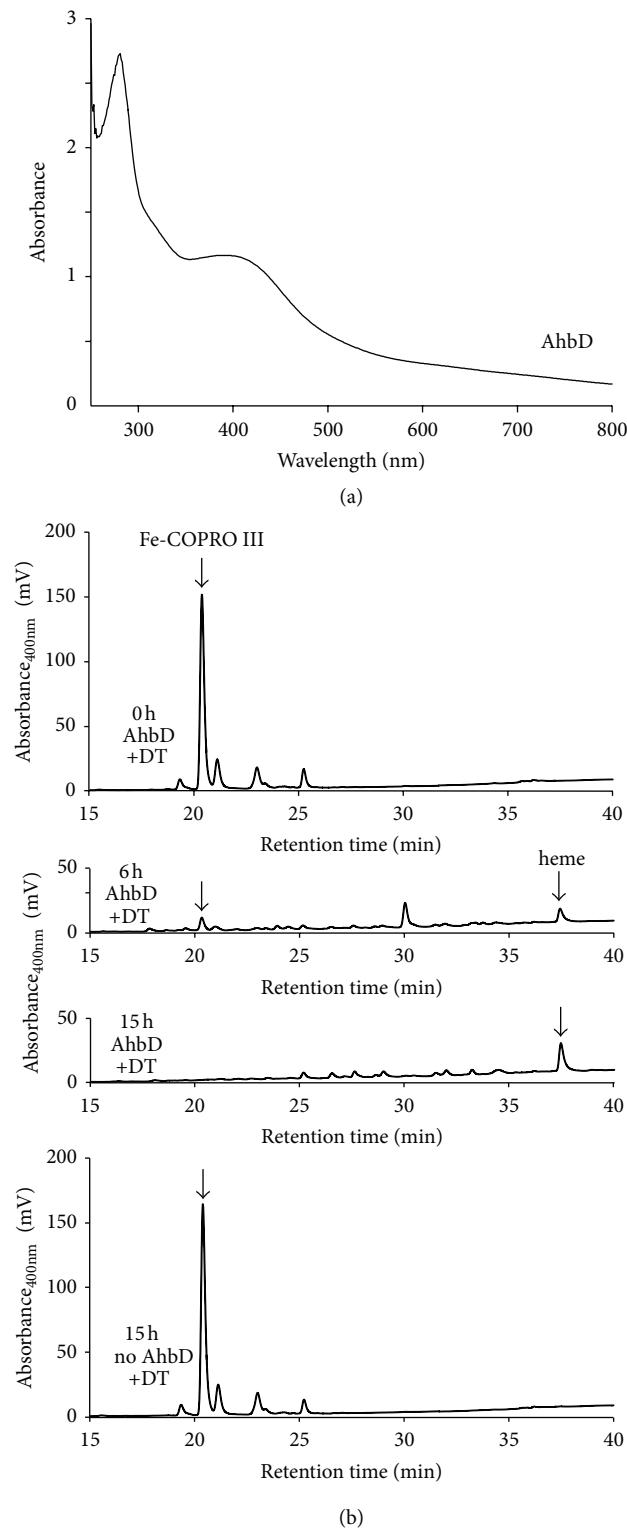 3
2
1
0
Absorbance
AhbD
300 400 500 600 700 800
Wavelength (nm)
(a)
200
150
100
50
0
Absorbance400nm (mV)
Fe-COPRO III
0 h
AhbD
+DT
15 20 25 30 35 40
Retention time (min)
50
0
6 h
AhbD
+DT
heme
15 20 25 30 35 40
Retention time (min)
Absorbance400nm (mV)
50
0
15 h
AhbD
+DT
15 20 25 30 35 40
Retention time (min)
200
150
100
50
0
Absorbance400nm (mV)
15 h
no AhbD
+DT
15 20 25 30 35 40
Retention time (min)
(b)